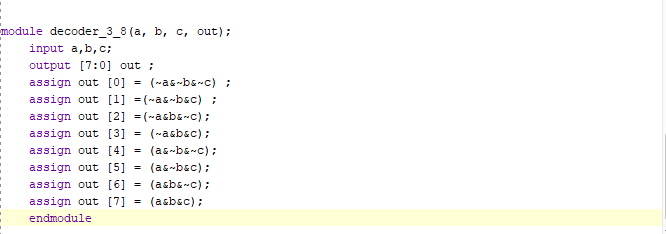 module decoder_3_8(a, b, c, out);
input a,b,c;
output [7:0] out ;
assign out [0] = (~a&~b&~c) ;
assign out [1] =(~a&~b&c) ;
assign out [2] =(~a&b&~c);
assign out [3] = (~a&b&c);
assign out [4] = (a&~b&~c);
assign out [5] = (a&~b&c);
assign out [6] = (a&b&~c);
assign out [7] = (a&b&c);
endmodule